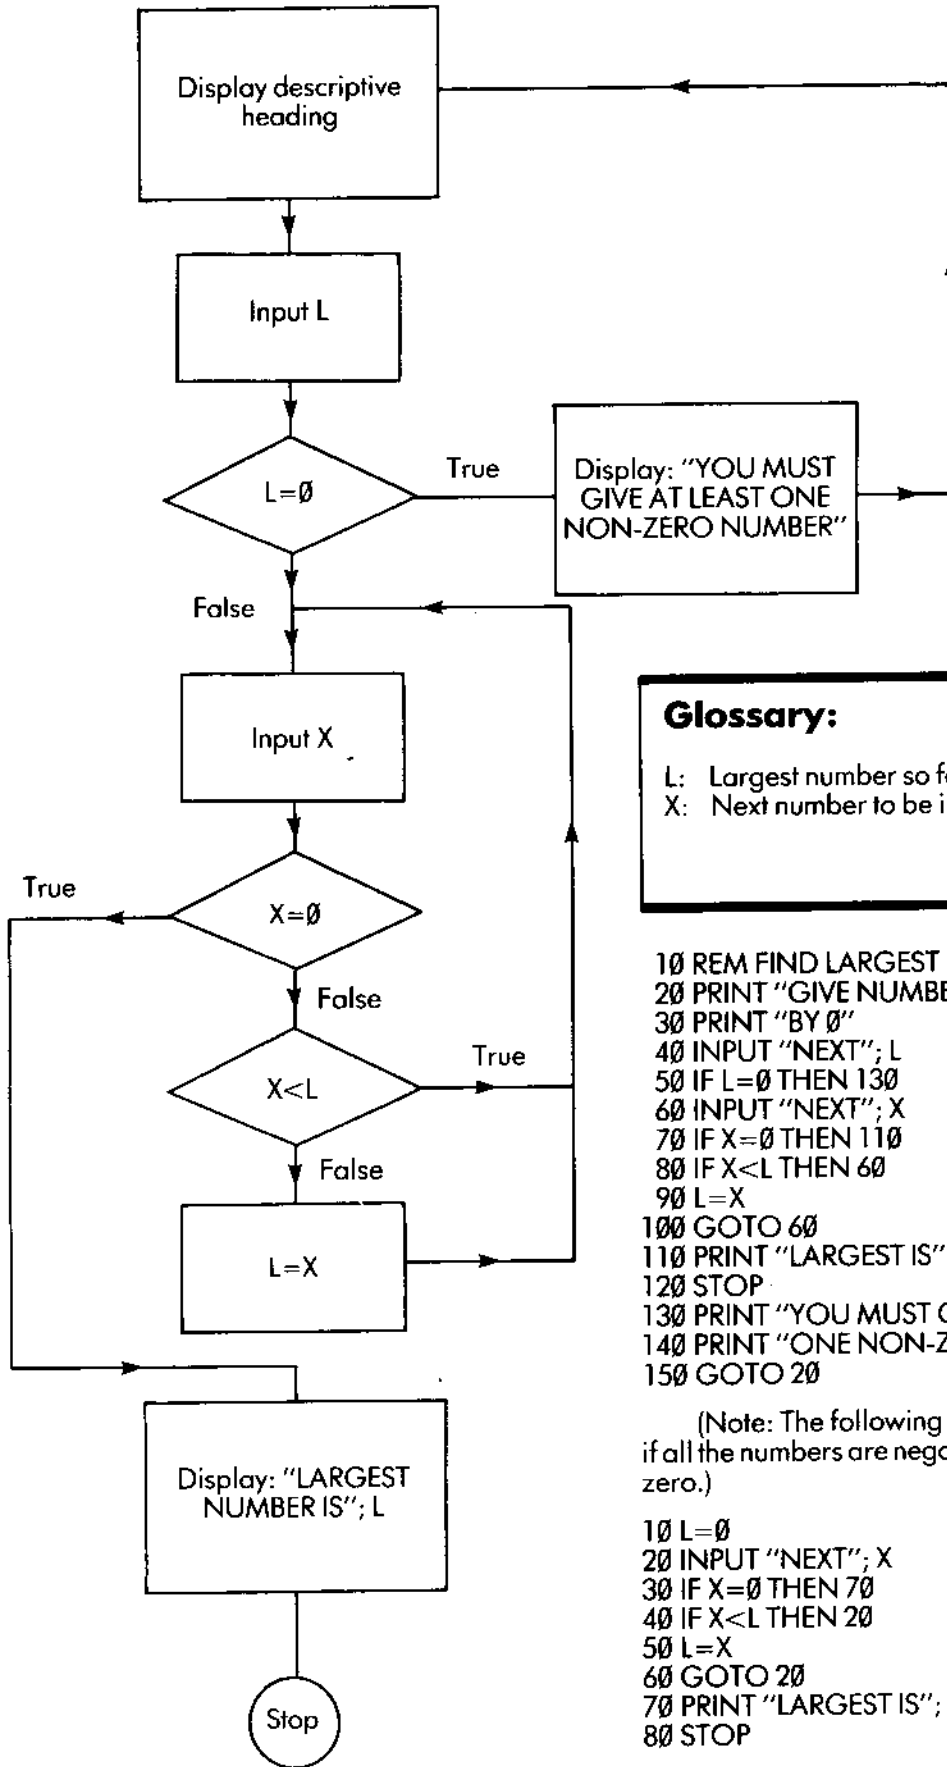 Display descriptive
heading
Input L
L=Ø
True
Display: "YOU MUST
GIVE AT LEAST ONE
NON-ZERO NUMBER"
False
Input X
True
X=Ø
False
X<L
True
False
L=X
Display: "LARGEST
NUMBER IS"; L
Stop
Glossary:
L: Largest number so
X: Next number to be
1Ø REM FIND LARGEST
2Ø PRINT "GIVE
3Ø PRINT "BY Ø"
4Ø INPUT "NEXT"; L
5Ø IF L=Ø THEN 13Ø
6Ø INPUT "NEXT"; X
7Ø IF X=Ø THEN 11Ø
8Ø IF X<L THEN 6Ø
9Ø L=X
1ØØ GOTO 6Ø
11Ø PRINT "LARGEST IS"
12Ø STOP
13Ø PRINT "YOU MUST
14Ø PRINT "ONE
15Ø GOTO 2Ø
(Note: The following
if all the numbers are
zero.)
1Ø L=Ø
2Ø INPUT "NEXT"; X
3Ø IF X=Ø THEN 7Ø
4Ø IF X<L THEN 2Ø
5Ø L=X
6Ø GOTO 2Ø
7Ø PRINT "LARGEST IS";
8Ø STOP